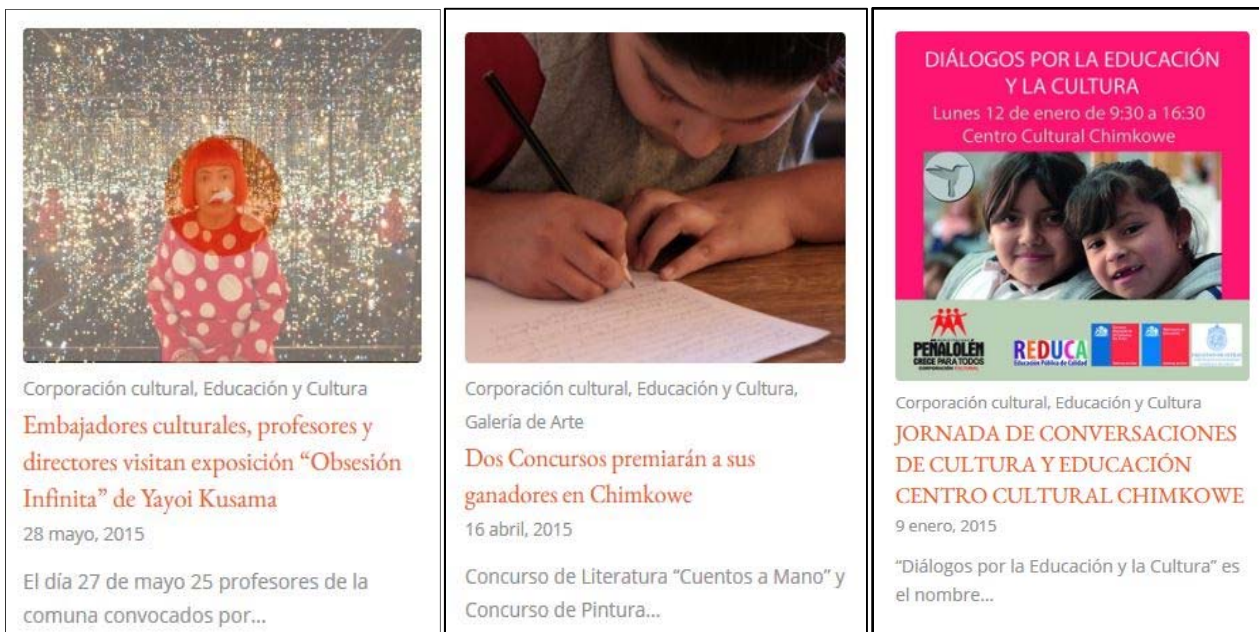 Corporación cultural, Educación y Cultura
Embajadores culturales, profesores y
directores visitan exposición “Obsesión
Infinita” de Yayoi Kusama
28 mayo, 2015
El día 27 de mayo 25 profesores de la
comuna convocados por...
Corporación cultural, Educación y Cultura,
Galería de Arte
Dos Concursos premiarán a sus
ganadores en Chimkowe
16 abril, 2015
Concurso de Literatura “Cuentos a Mano” y
Concurso de Pintura...
DIÁLOGOS POR LA EDUCACIÓN
Y LA CULTURA
Lunes 12 de enero de 9:30 a 16:30
Centro Cultural Chimkowe
PEÑALOLÉN
CRECE PARA TODOS
CORPORACIÓN CULTURAL
REDUCA
Educación Pública de Calidad
Corporación cultural, Educación y Cultura
JORNADA DE CONVERSACIONES
DE CULTURA Y EDUCACIÓN
CENTRO CULTURAL CHIMKOWE
9 enero, 2015
“Diálogos por la Educación y la Cultura” es
el nombre...